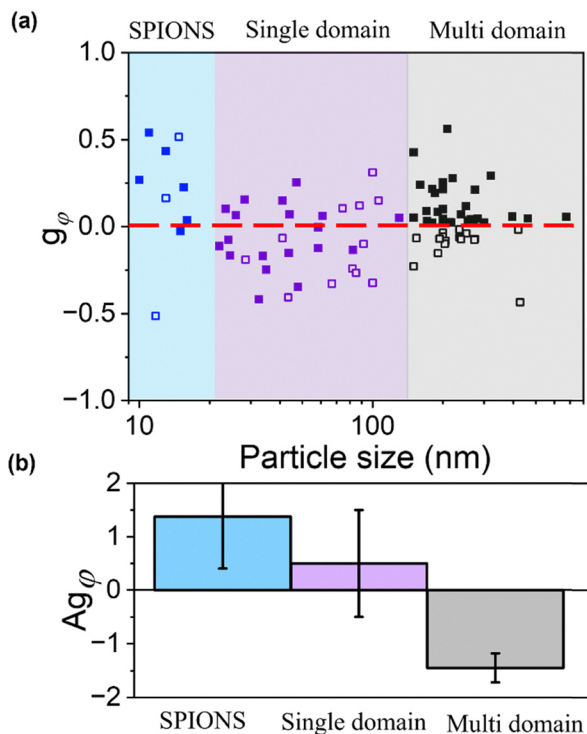 (a)
SPIONS Single domain Multi domain
1.0
0.5
0.0
−0.5
−1.0
gφ
10 100
Particle size (nm)
(b)
2
1
0
−1
−2
Agφ
SPIONS Single domain Multi domain